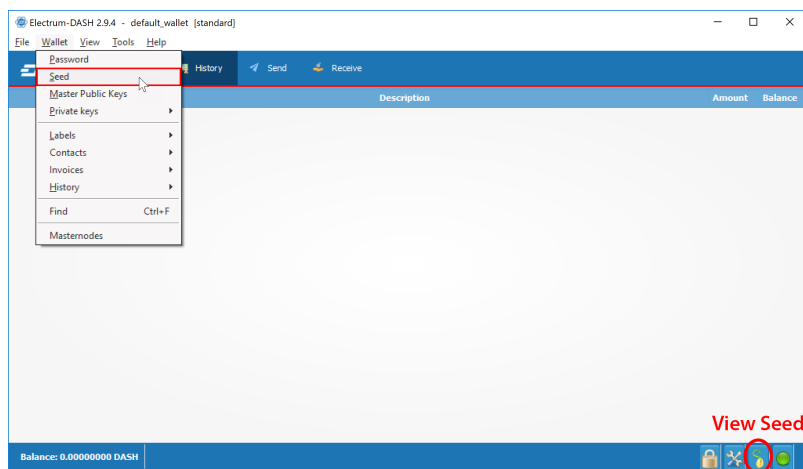 Electrum-DASH 2.9.4 - default_wallet [standard]
File Wallet View Tools Help
Password
Seed
Master Public Keys
Private keys
Labels
Contacts
Invoices
History
Find Ctrl+F
Masternodes
History Send Receive
Description Amount Balance
View Seed
Balance: 0.00000000 DASH